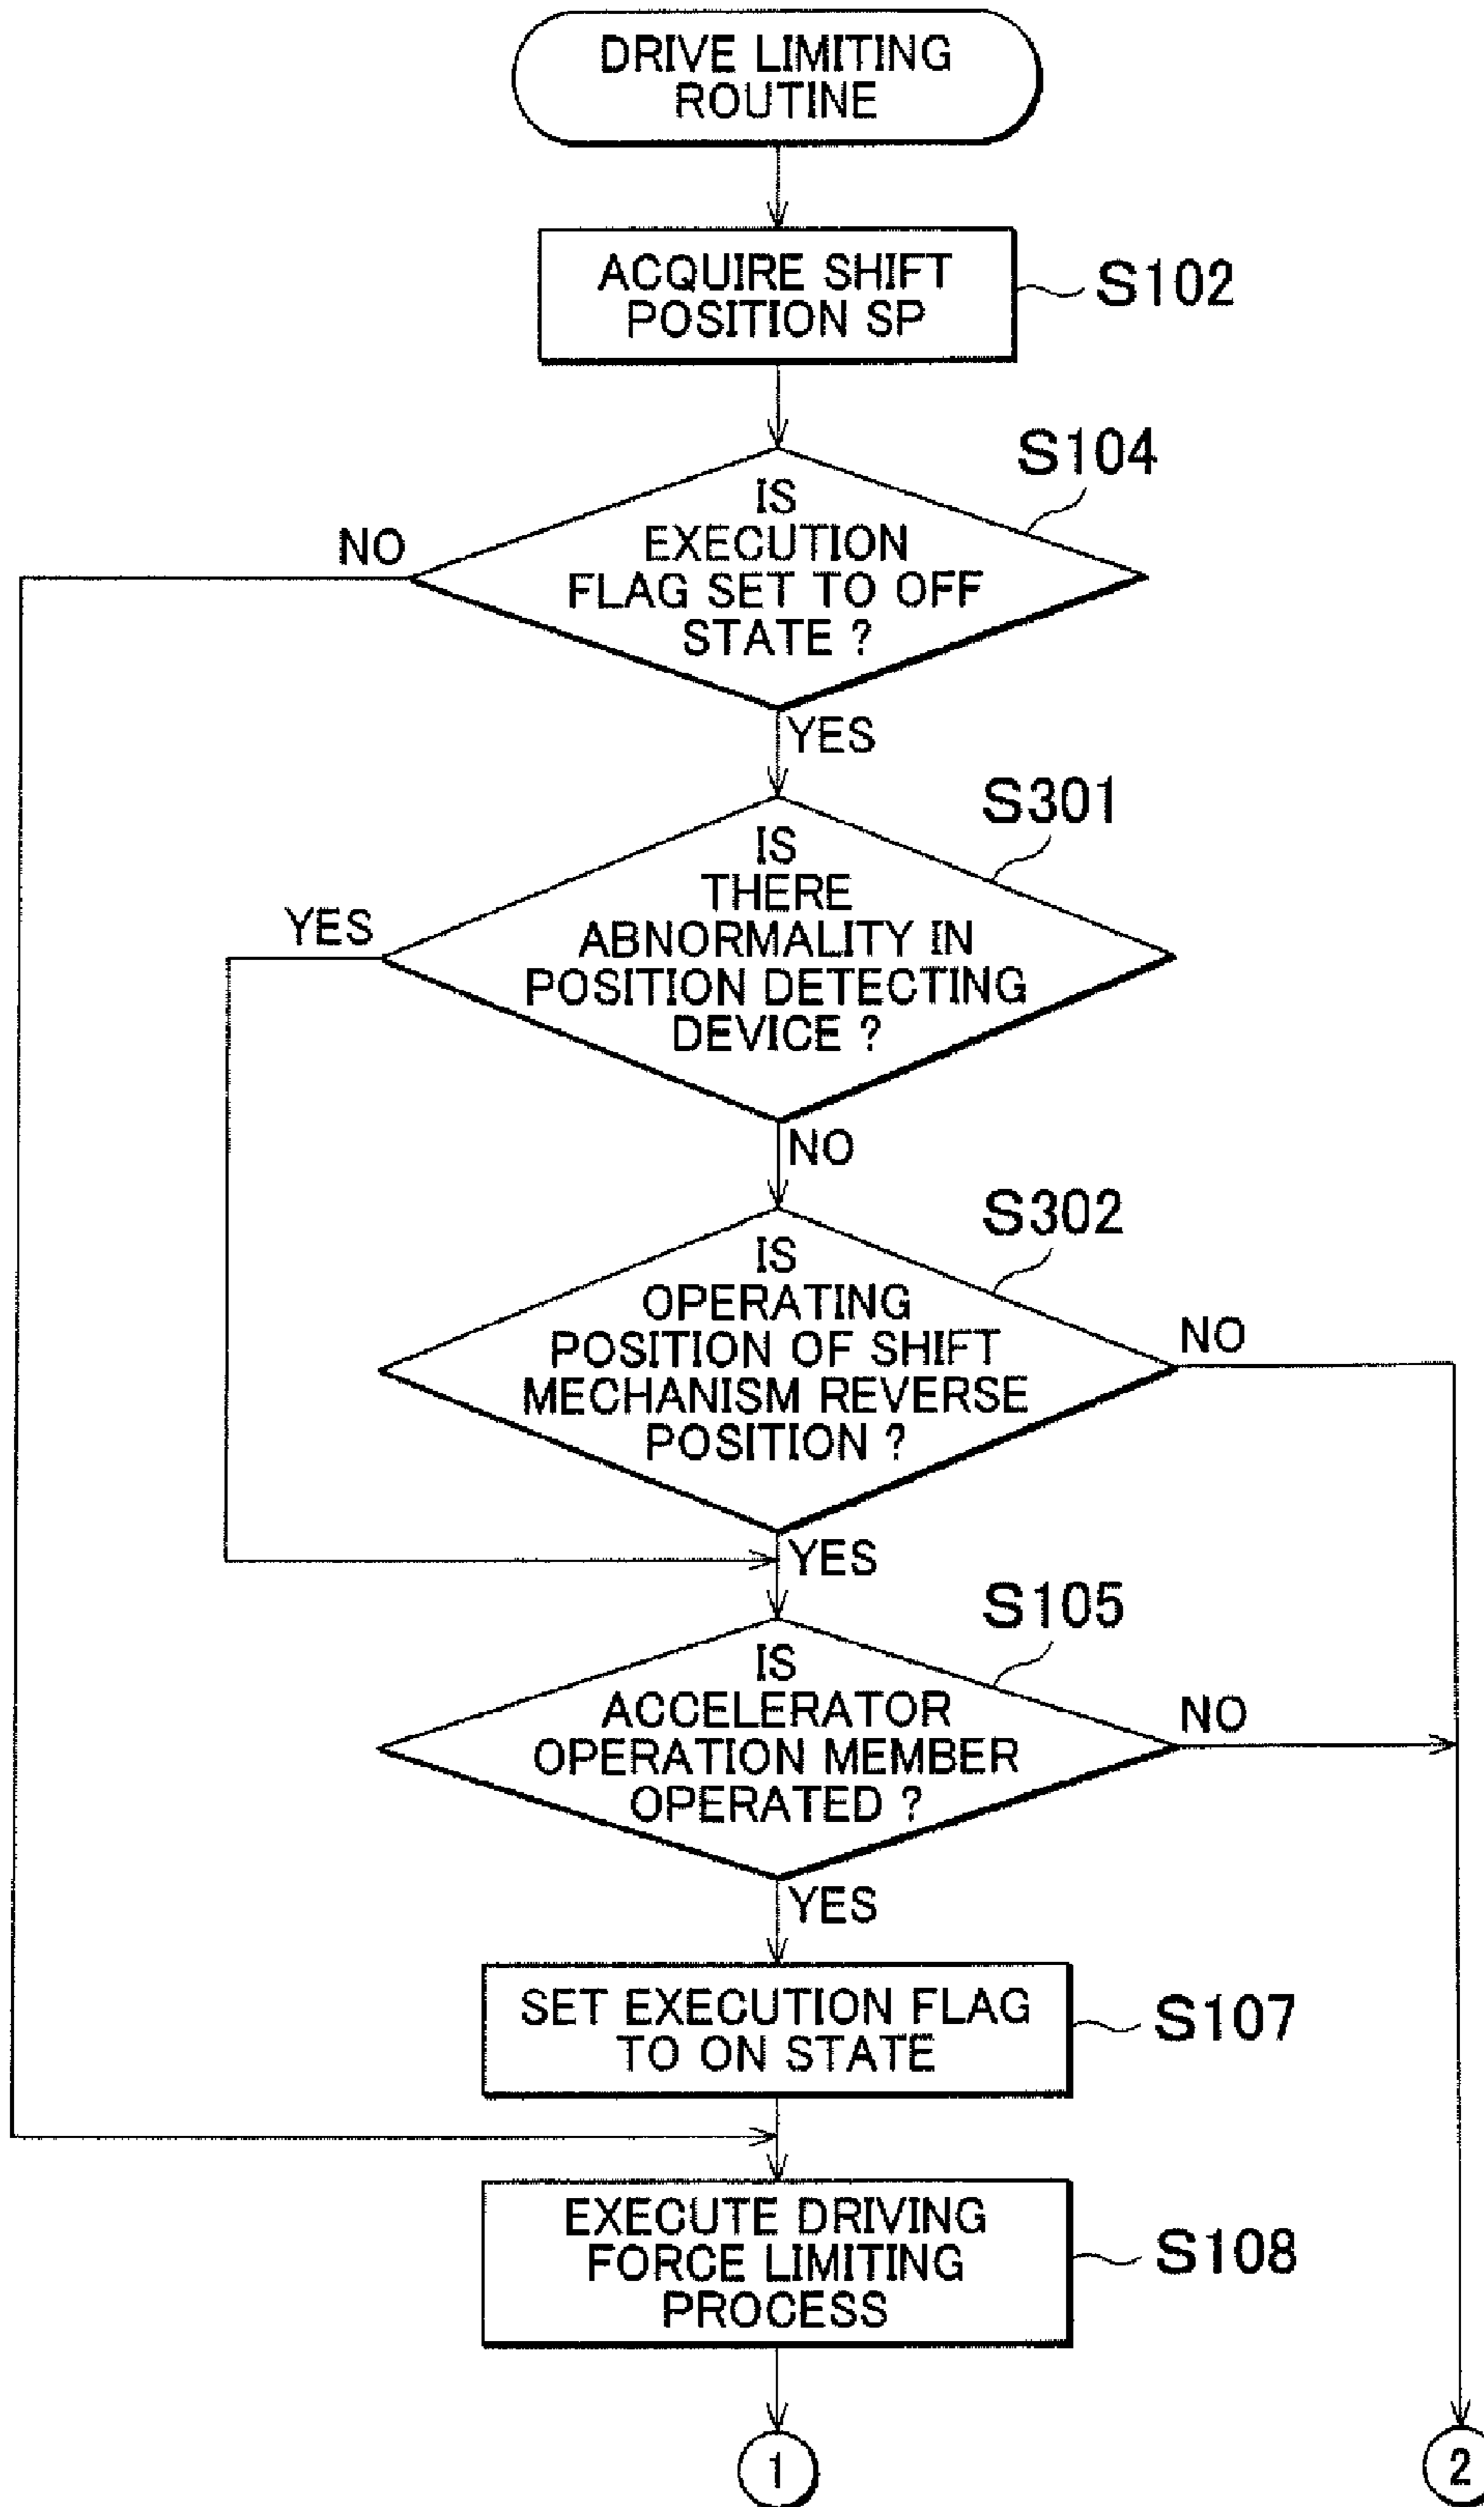 DRIVE LIMITING
ROUTINE
ACQUIRE SHIFT
POSITION SP
S102
S104
IS
EXECUTION
FLAG SET TO OFF
STATE ?
NO
YES
S301
IS
THERE
ABNORMALITY IN
POSITION DETECTING
DEVICE ?
YES
NO
S302
IS
OPERATING
POSITION OF SHIFT
MECHANISM REVERSE
POSITION ?
NO
YES
S105
IS
ACCELERATOR
OPERATION MEMBER
OPERATED ?
NO
YES
SET EXECUTION FLAG
TO ON STATE
S107
EXECUTE DRIVING
FORCE LIMITING
PROCESS
S108
1
2